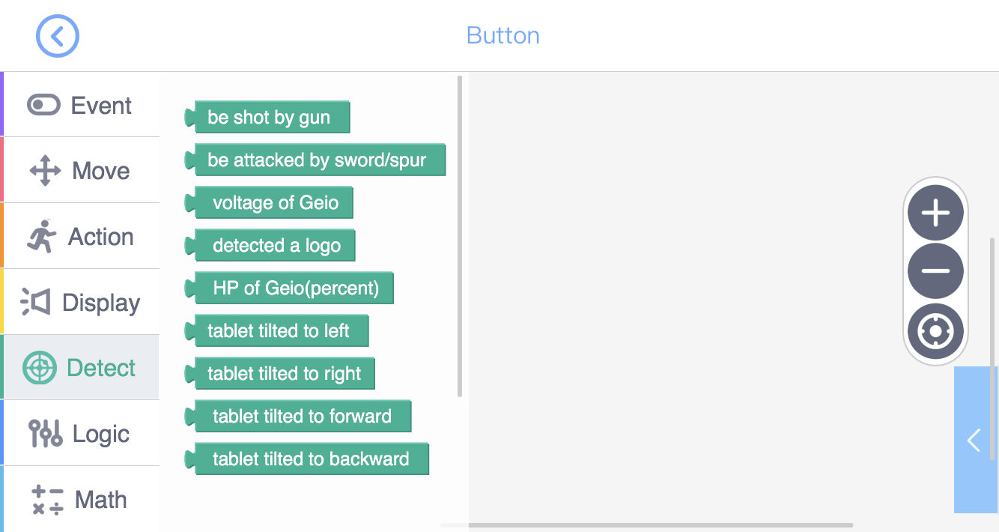 Button
Event
Move
Action
Display
Detect
Logic
Math
be shot by gun
be attacked by sword/spur
voltage of Geio
detected a logo
HP of Geio(percent)
tablet tilted to left
tablet tilted to right
tablet tilted to forward
tablet tilted to backward